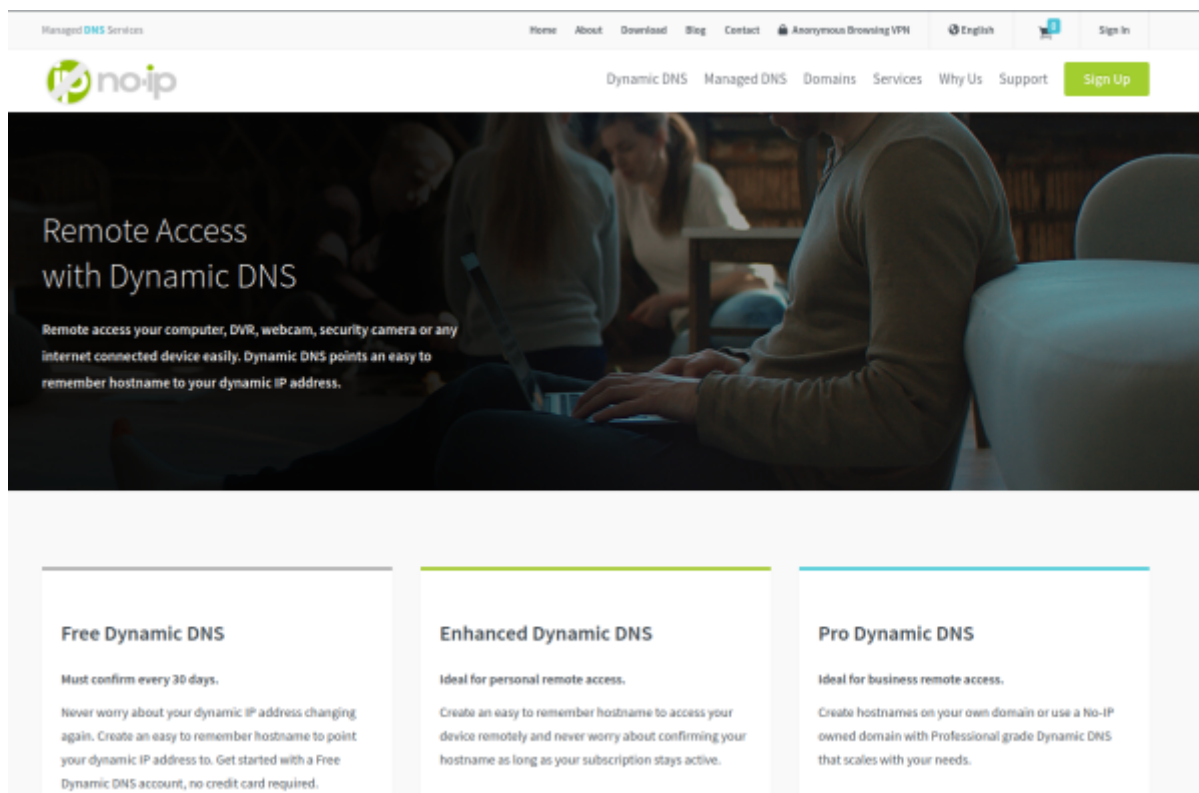 Managed DNS Services
Home About Download Blog Contact Anonymous Browsing VPN English Sign In
no-ip
Dynamic DNS Managed DNS Domains Services Why Us Support Sign Up
Remote Access
with Dynamic DNS
Remote access your computer, DVR, webcam, security camera or any
internet connected device easily. Dynamic DNS points an easy to
remember hostname to your dynamic IP address.
Free Dynamic DNS
Must confirm every 30 days.
Never worry about your dynamic IP address changing
again. Create an easy to remember hostname to point
your dynamic IP address to. Get started with a Free
Dynamic DNS account, no credit card required.
Enhanced Dynamic DNS
Ideal for personal remote access.
Create an easy to remember hostname to access your
device remotely and never worry about confirming your
hostname as long as your subscription stays active.
Pro Dynamic DNS
Ideal for business remote access.
Create hostnames on your own domain or use a No-IP
owned domain with Professional grade Dynamic DNS
that scales with your needs.